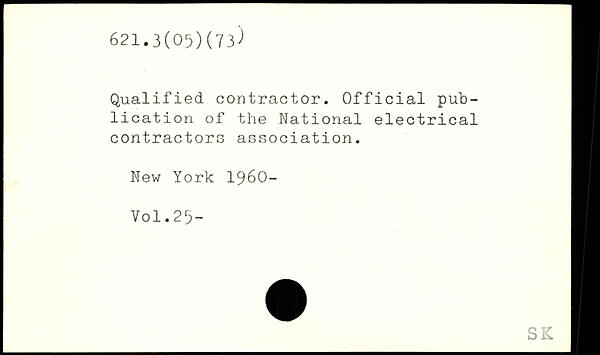 621.3(05)(73)
Qualified contractor. Official pub-
lication of the National electrical
contractors association.
New York 1960-
Vol.25-
SK